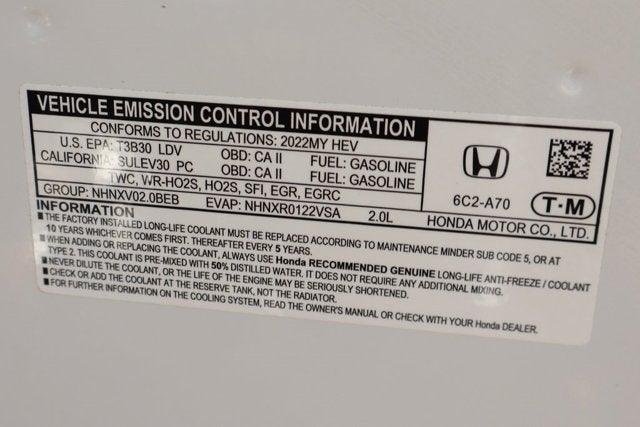 VEHICLE EMISSION CONTROL INFORMATION
CONFORMS TO REGULATIONS: 2022MY HEV
U.S. EPA: T3B30 LDV OBD: CA II FUEL: GASOLINE
CALIFORNIA: SULEV30 PC OBD: CA II FUEL: GASOLINE
TWC, WR-HO2S, HO2S, SFI, EGR, EGRC
GROUP: NHNXV02.0BEB EVAP: NHNXR0122VSA 2.0L
6C2-A70 T·M
HONDA MOTOR CO., LTD.
INFORMATION
■THE FACTORY INSTALLED LONG-LIFE COOLANT MUST BE REPLACED ACCORDING TO MAINTENANCE MINDER SUB CODE 5, OR AT
10 YEARS WHICHEVER COMES FIRST. THEREAFTER EVERY 5 YEARS.
■WHEN ADDING OR REPLACING THE COOLANT, ALWAYS USE Honda RECOMMENDED GENUINE LONG-LIFE ANTI-FREEZE / COOLANT
TYPE 2. THIS COOLANT IS PRE-MIXED WITH 50% DISTILLED WATER. IT DOES NOT REQUIRE ANY ADDITIONAL MIXING.
■NEVER DILUTE THE COOLANT, OR THE LIFE OF THE ENGINE MAY BE SERIOUSLY SHORTENED.
■CHECK OR ADD THE COOLANT AT THE RESERVE TANK, NOT THE RADIATOR.
■FOR FURTHER INFORMATION ON THE COOLING SYSTEM, READ THE OWNER'S MANUAL OR CHECK WITH YOUR Honda DEALER.